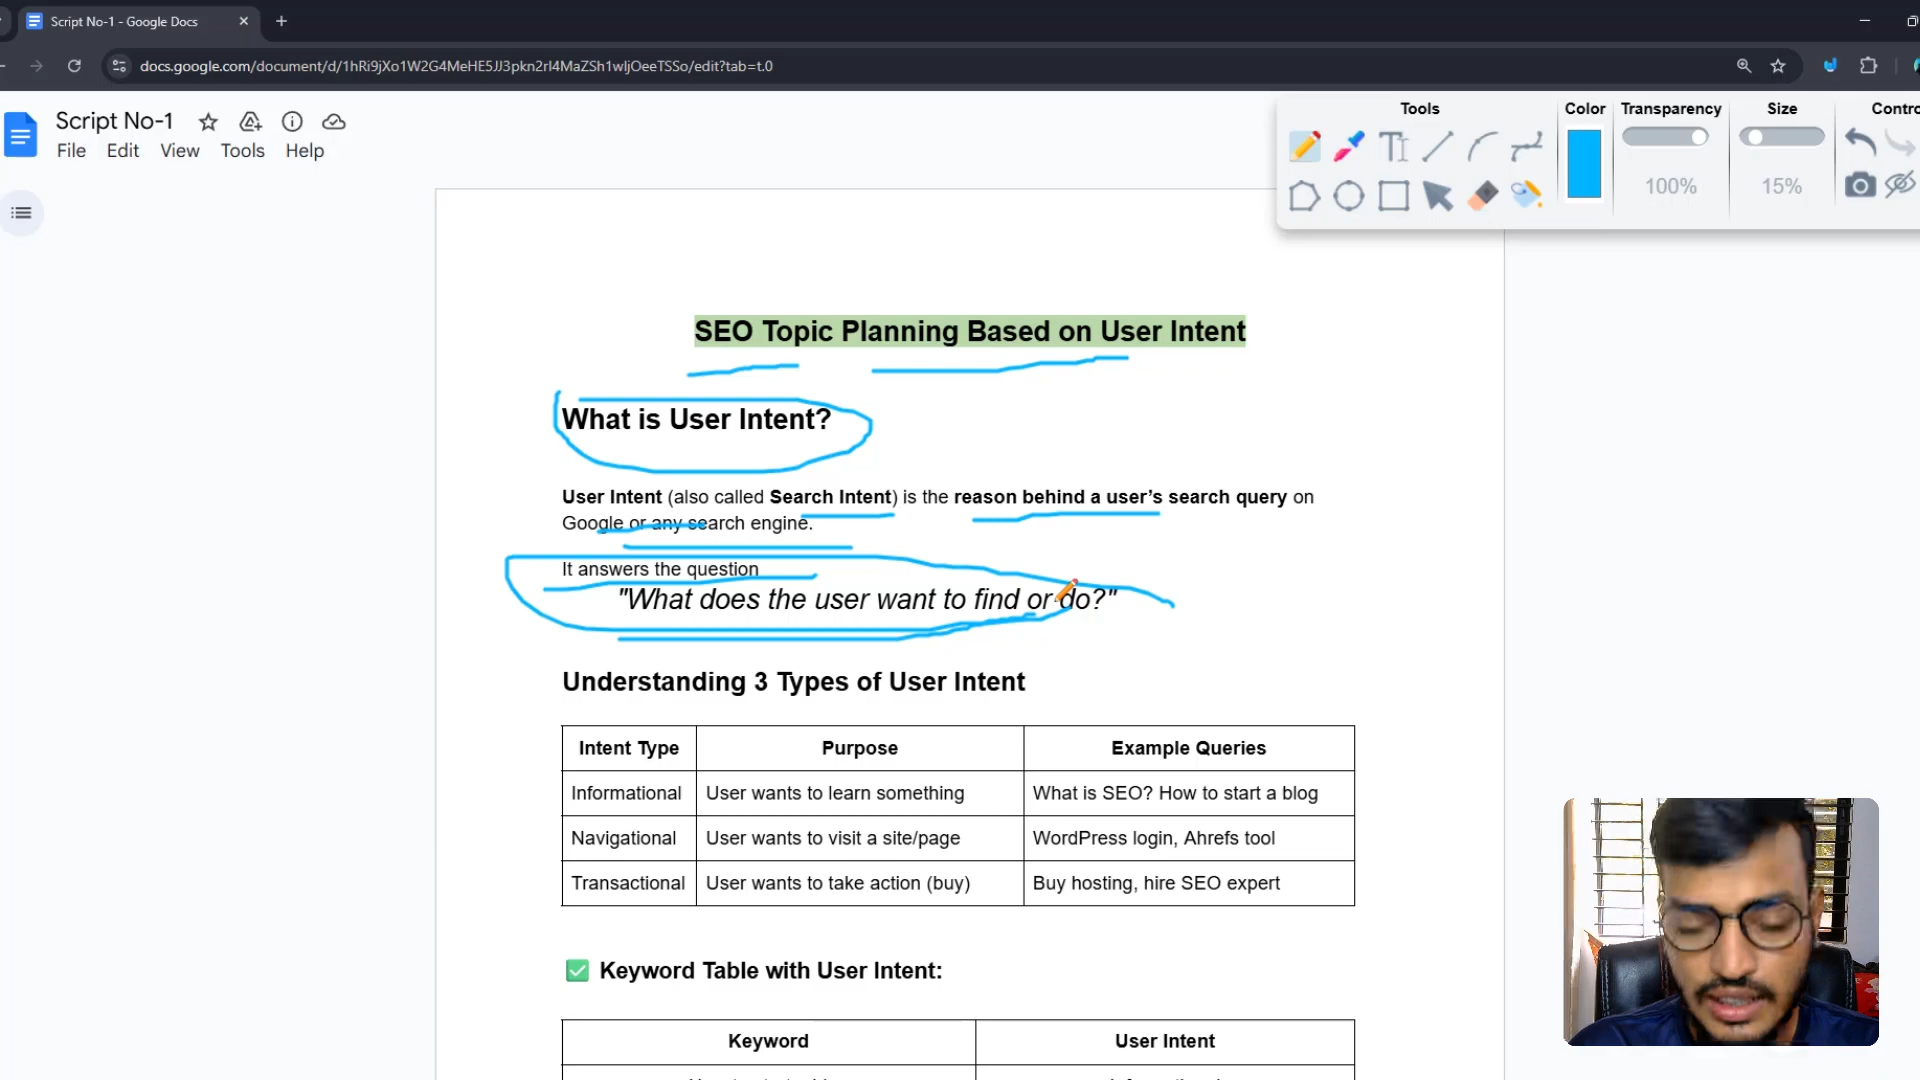 Script No-1 - Google Docs
docs.google.com/document/d/1hRi9jXo1W2G4MeHE5JJ3pkn2rI4MaZSh1wIjOeeTSSo/edit?tab=t.0
Script No-1
File Edit View Tools Help
Tools Color Transparency Size Contro
100% 15%
SEO Topic Planning Based on User Intent
What is User Intent?
User Intent (also called Search Intent) is the reason behind a user’s search query on
Google or any search engine.
It answers the question
"What does the user want to find or do?"
Understanding 3 Types of User Intent
Intent Type Purpose Example Queries
Informational User wants to learn something What is SEO? How to start a blog
Navigational User wants to visit a site/page WordPress login, Ahrefs tool
Transactional User wants to take action (buy) Buy hosting, hire SEO expert
✅ Keyword Table with User Intent:
Keyword User Intent